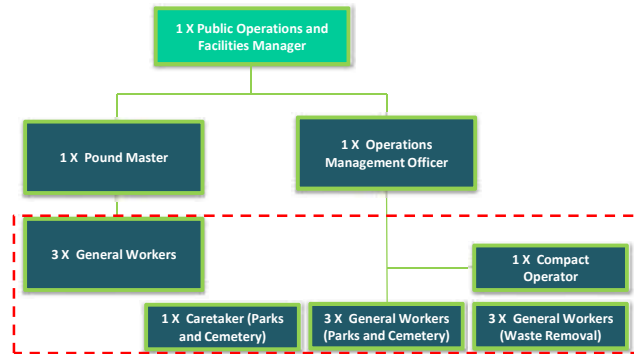 1 X Public Operations and
Facilities Manager
1 X Pound Master
1 X Operations
Management Officer
3 X General Workers
1 X Compact
Operator
1 X Caretaker (Parks
and Cemetery)
3 X General Workers
(Parks and Cemetery)
3 X General Workers
(Waste Removal)